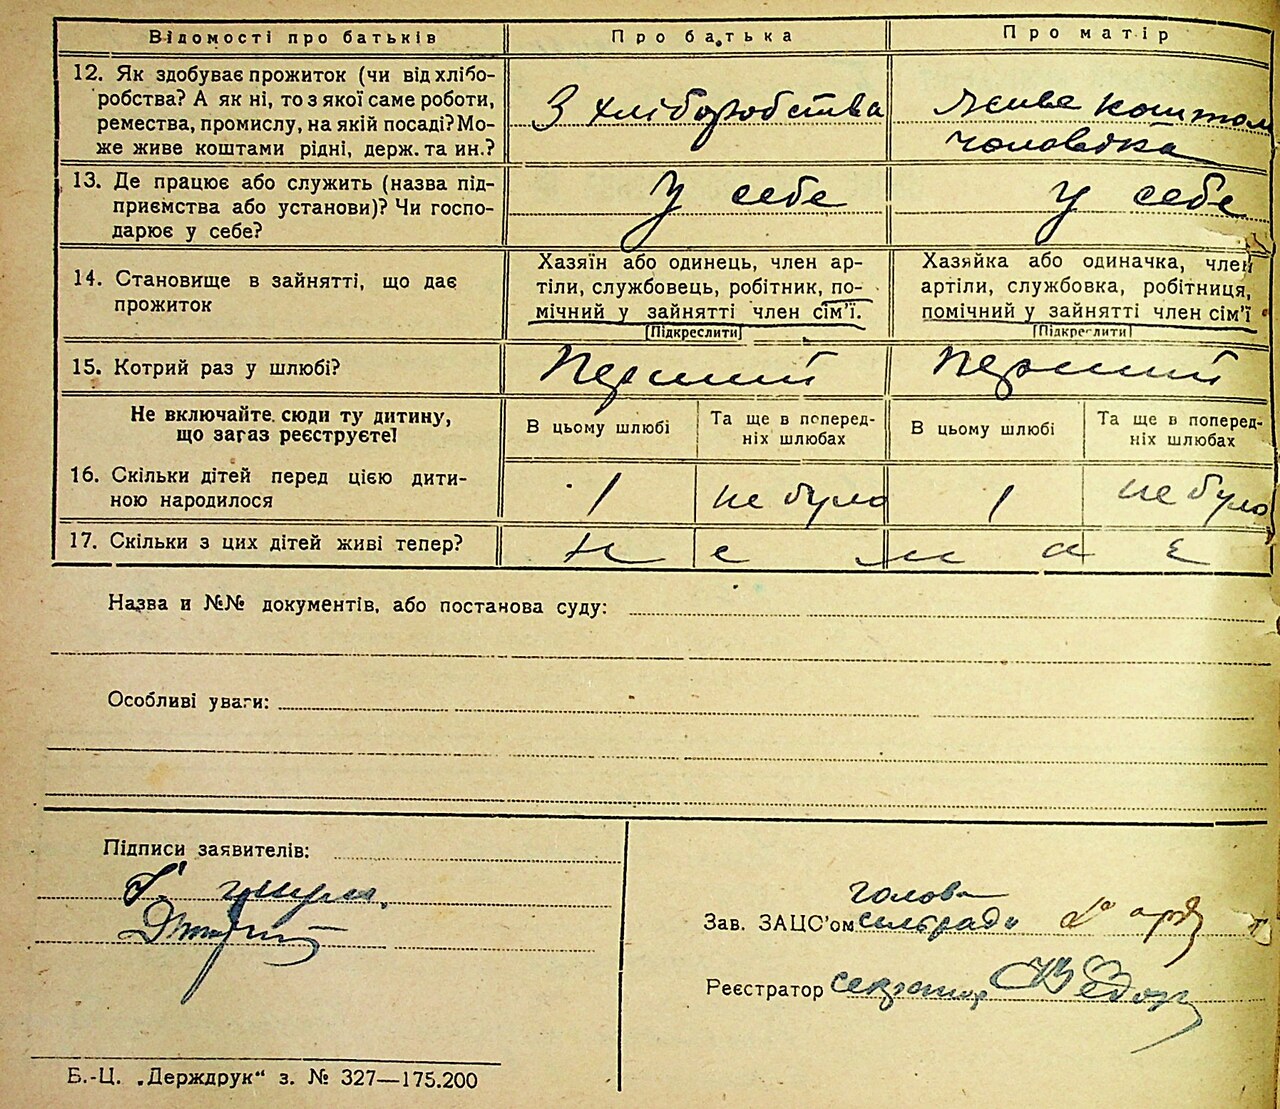 Відомості про батьків
Про батька
Про матір
12. Як здобуває прожиток (чи від хлібо-
робства? А як ні, то з якої саме роботи,
ремества, промислу, на якій посаді? Мо-
же живе коштами рідні, держ. та ин.?
З хліборобства
Живе коштом
чоловіка
13. Де працює або служить (назва під-
приємства або установи)? Чи госпо-
дарює у себе?
У себе
У себе
14. Становище в зайнятті, що дає
прожиток
Хазяїн або одинець, член ар-
тіли, службовець, робітник, по-
мічний у зайнятті член сім'ї.
[Підкреслити]
Хазяйка або одиначка, член
артіли, службовка, робітниця,
помічний у зайнятті член сім'ї
[Підкреслити]
15. Котрий раз у шлюбі?
Перший
Перший
Не включайте сюди ту дитину,
що загаз реєструєте!
В цьому шлюбі
Та ще в поперед-
ніх шлюбах
В цьому шлюбі
Та ще в поперед-
ніх шлюбах
16. Скільки дітей перед цією дити-
ною народилося
1
не було
1
не було
17. Скільки з цих дітей живі тепер?
Н е м а є
Назва и №№ документів, або постанова суду:
Особливі уваги:
Підписи заявителів:
Зав. ЗАЦС'ом
голова
сільради
Реєстратор секретар
Б.-Ц. „Держдрук“ з. № 327—175.200